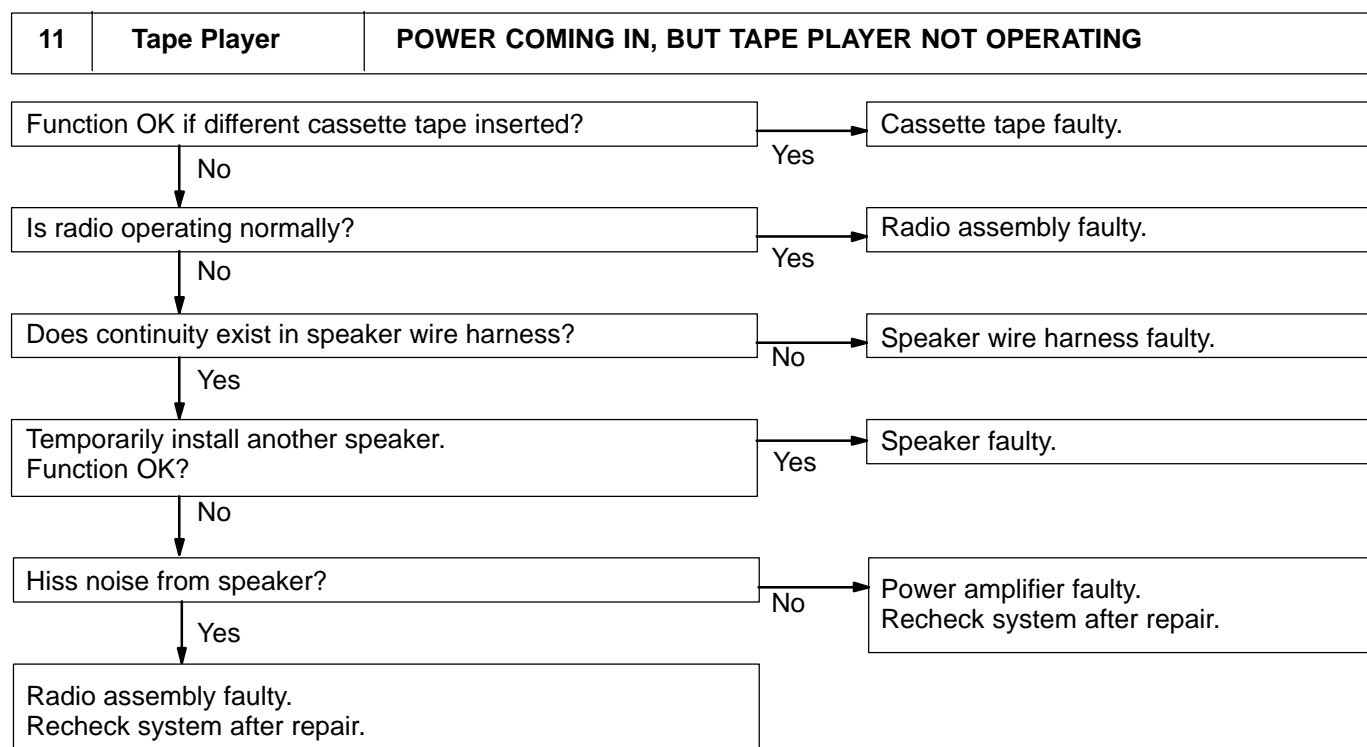 11 Tape Player POWER COMING IN, BUT TAPE PLAYER NOT OPERATING
Function OK if different cassette tape inserted?
Yes
Cassette tape faulty.
No
Is radio operating normally?
Yes
Radio assembly faulty.
No
Does continuity exist in speaker wire harness?
No
Speaker wire harness faulty.
Yes
Temporarily install another speaker.
Function OK?
Yes
Speaker faulty.
No
Hiss noise from speaker?
No
Power amplifier faulty.
Recheck system after repair.
Yes
Radio assembly faulty.
Recheck system after repair.